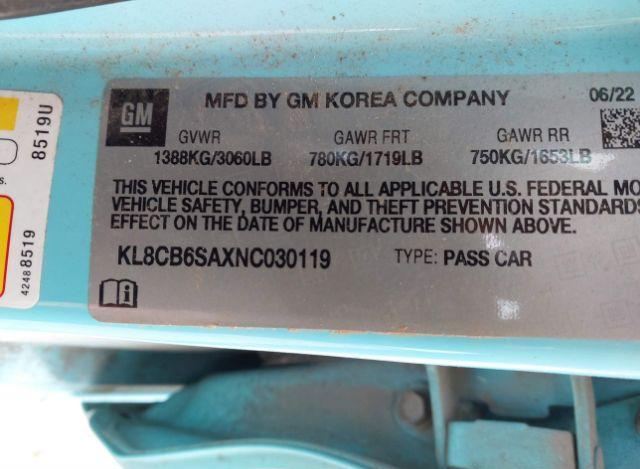 GM
MFD BY GM KOREA COMPANY
06/22
GVWR GAWR FRT GAWR RR
1388KG/3060LB 780KG/1719LB 750KG/1653LB
THIS VEHICLE CONFORMS TO ALL APPLICABLE U.S. FEDERAL MO
VEHICLE SAFETY, BUMPER, AND THEFT PREVENTION STANDARDS
EFFECT ON THE DATE OF MANUFACTURE SHOWN ABOVE.
KL8CB6SAXNC030119 TYPE: PASS CAR
8519U
s.
42488519